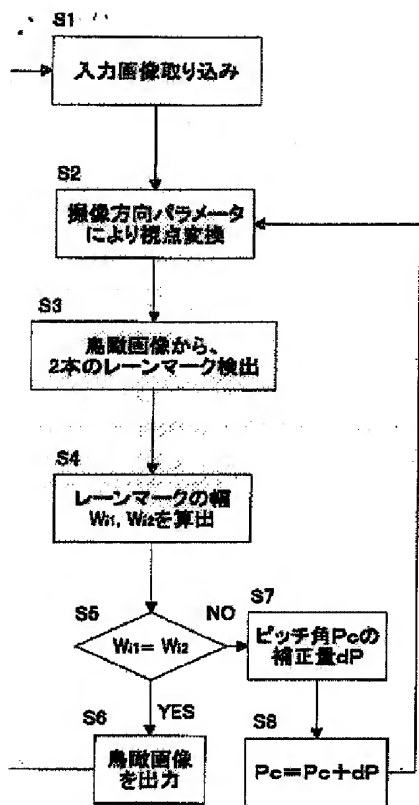 S1
入力画像取り込み
S2
撮像方向パラメータ
により視点変換
S3
鳥瞰画像から、
2本のレーンマーク検出
S4
レーンマークの幅
Wi1, Wi2を算出
S5
Wi1= Wi2
NO
YES
S6
鳥瞰画像
を出力
S7
ピッチ角Pcの
補正量dP
S8
Pc=Pc+dP